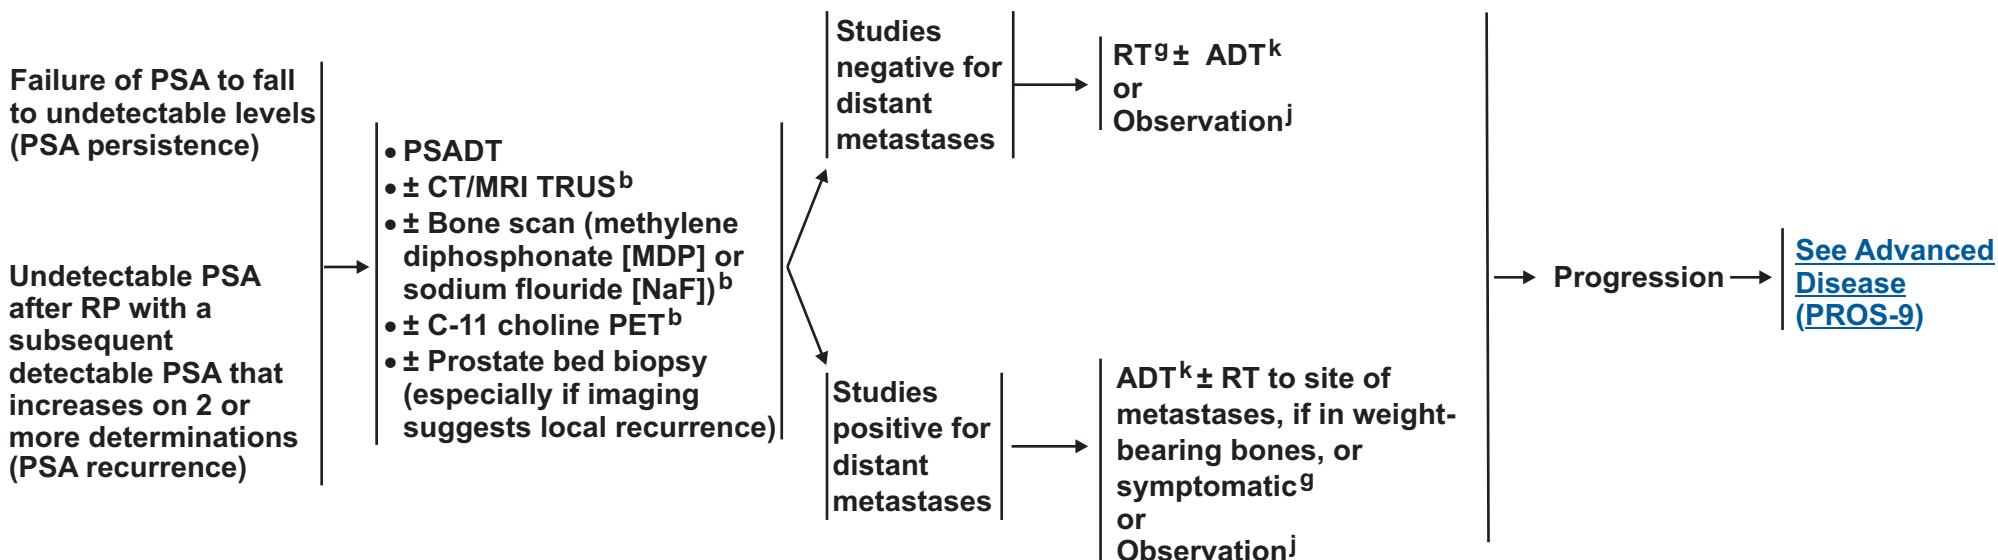 Failure of PSA to fall
to undetectable levels
(PSA persistence)
Undetectable PSA
after RP with a
subsequent
detectable PSA that
increases on 2 or
more determinations
(PSA recurrence)
• PSADT
• ± CT/MRI TRUSb
• ± Bone scan (methylene
diphosphonate [MDP] or
sodium flouride [NaF])b
• ± C-11 choline PETb
• ± Prostate bed biopsy
(especially if imaging
suggests local recurrence)
Studies
negative for
distant
metastases
RTg ± ADTk
or
Observationj
Studies
positive for
distant
metastases
ADTk ± RT to site of
metastases, if in weight-
bearing bones, or
symptomaticg
or
Observationj
Progression
See Advanced
Disease
(PROS-9)